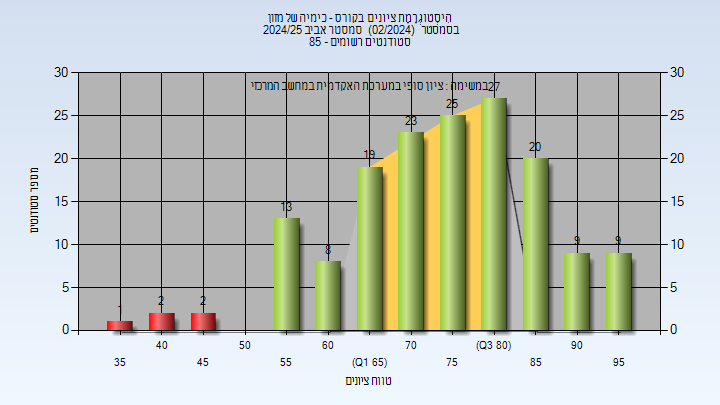 היסטוגרמת ציונים בקורס - כימיה של מזון
בסמסטר (02/2024) סמסטר אביב 2024/25
סטודנטים רשומים - 85
במשימה : ציון סופי במערכת האקדמית במחשב המרכזי
מספר סטודנטים
30 25 20 15 10 5 0
1 2 2 13 8 19 23 25 27 20 9 9
30 25 20 15 10 5 0
40 50 60 70 (Q3 80) 90
35 45 55 (Q1 65) 75 85 95
טווח ציונים